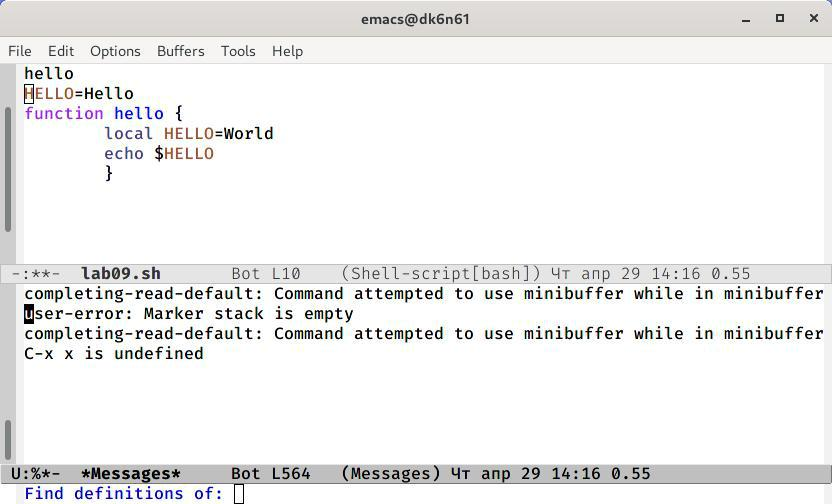 emacs@dk6n61
File Edit Options Buffers Tools Help
hello
HELLO=Hello
function hello {
        local HELLO=World
        echo $HELLO
        }
-:**-  lab09.sh       Bot L10    (Shell-script[bash]) Чт апр 29 14:16 0.55
completing-read-default: Command attempted to use minibuffer while in minibuffer
user-error: Marker stack is empty
completing-read-default: Command attempted to use minibuffer while in minibuffer
C-x x is undefined
U:%*-  *Messages*     Bot L564   (Messages) Чт апр 29 14:16 0.55
Find definitions of: